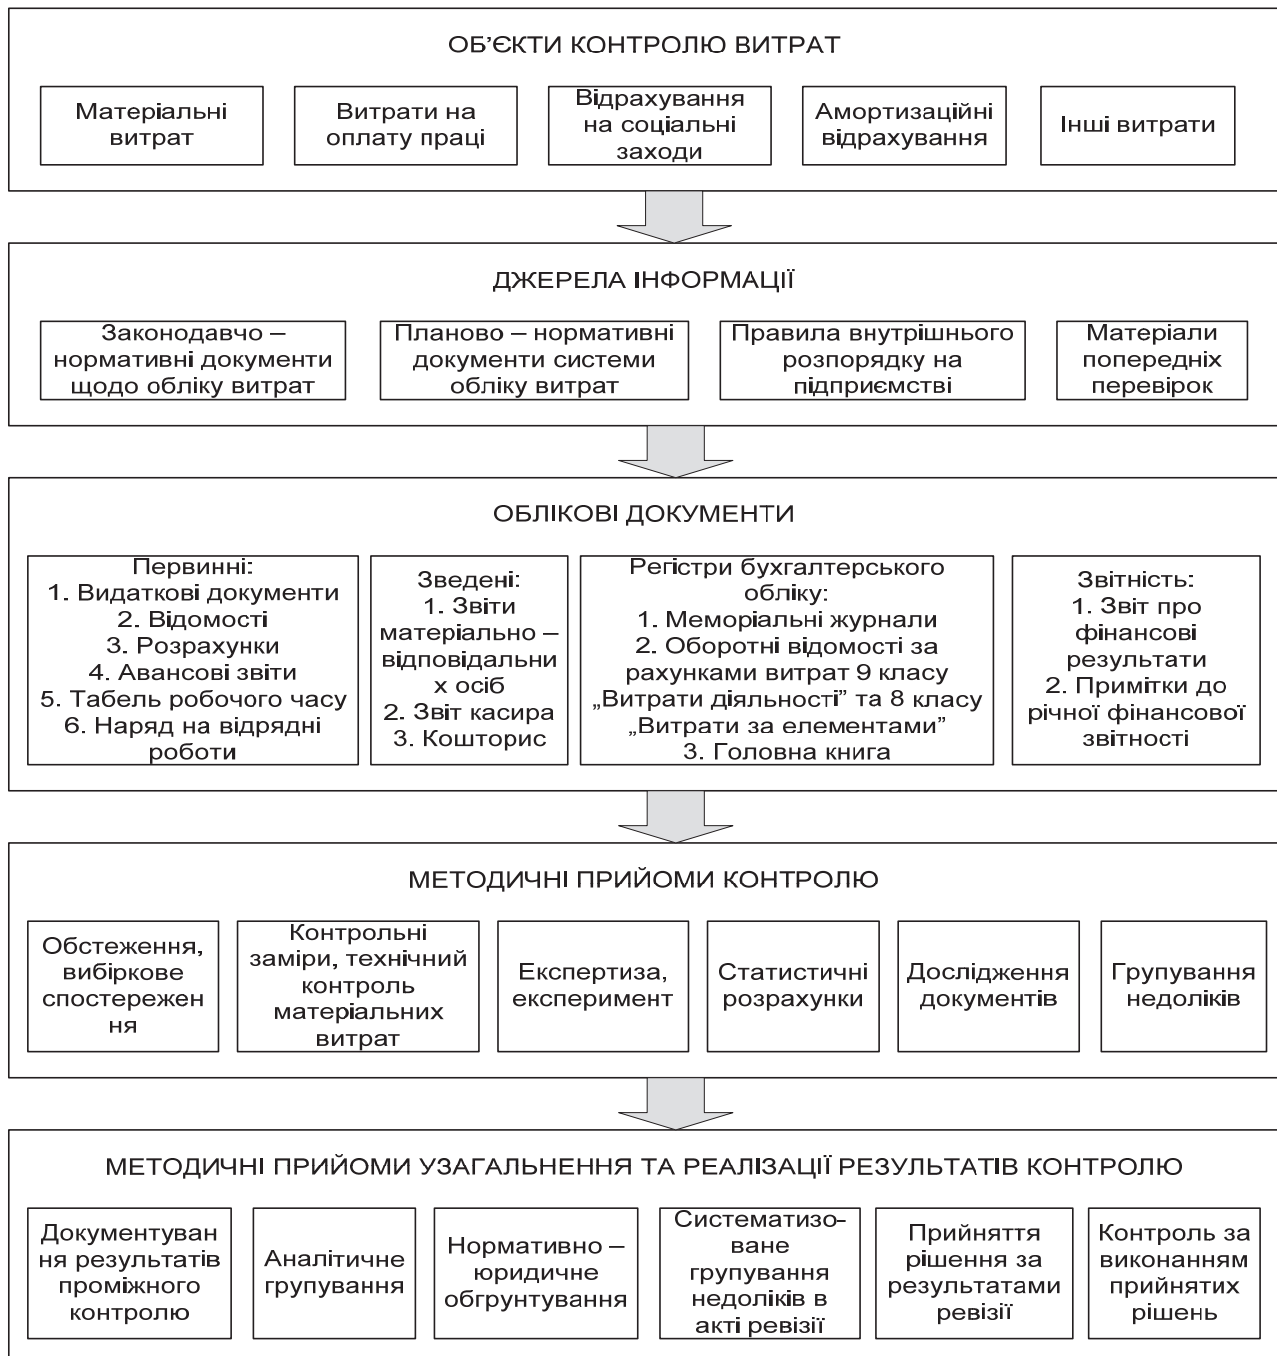 ОБ’ЄКТИ КОНТРОЛЮ ВИТРАТ
Матеріальні
витрат
Витрати на
оплату праці
Відрахування
на соціальні
заходи
Амортизаційні
відрахування
Інші витрати
ДЖЕРЕЛА ІНФОРМАЦІЇ
Законодавчо –
нормативні документи
щодо обліку витрат
Планово – нормативні
документи системи
обліку витрат
Правила внутрішнього
розпорядку на
підприємстві
Матеріали
попередніх
перевірок
ОБЛІКОВІ ДОКУМЕНТИ
Первинні:
1. Видаткові документи
2. Відомості
3. Розрахунки
4. Авансові звіти
5. Табель робочого часу
6. Наряд на відрядні
роботи
Зведені:
1. Звіти
матеріально –
відповідальни
х осіб
2. Звіт касира
3. Кошторис
Регістри бухгалтерського
обліку:
1. Меморіальні журнали
2. Оборотні відомості за
рахунками витрат 9 класу
„Витрати діяльності” та 8 класу
„Витрати за елементами”
3. Головна книга
Звітність:
1. Звіт про
фінансові
результати
2. Примітки до
річної фінансової
звітності
МЕТОДИЧНІ ПРИЙОМИ КОНТРОЛЮ
Обстеження,
вибіркове
спостережен
ня
Контрольні
заміри, технічний
контроль
матеріальних
витрат
Експертиза,
експеримент
Статистичні
розрахунки
Дослідження
документів
Групування
недоліків
МЕТОДИЧНІ ПРИЙОМИ УЗАГАЛЬНЕННЯ ТА РЕАЛІЗАЦІЇ РЕЗУЛЬТАТІВ КОНТРОЛЮ
Документуван
ня результатів
проміжного
контролю
Аналітичне
групування
Нормативно –
юридичне
обгрунтування
Систематизо-
ване
групування
недоліків в
акті ревізії
Прийняття
рішення за
результатами
ревізії
Контроль за
виконанням
прийнятих
рішень